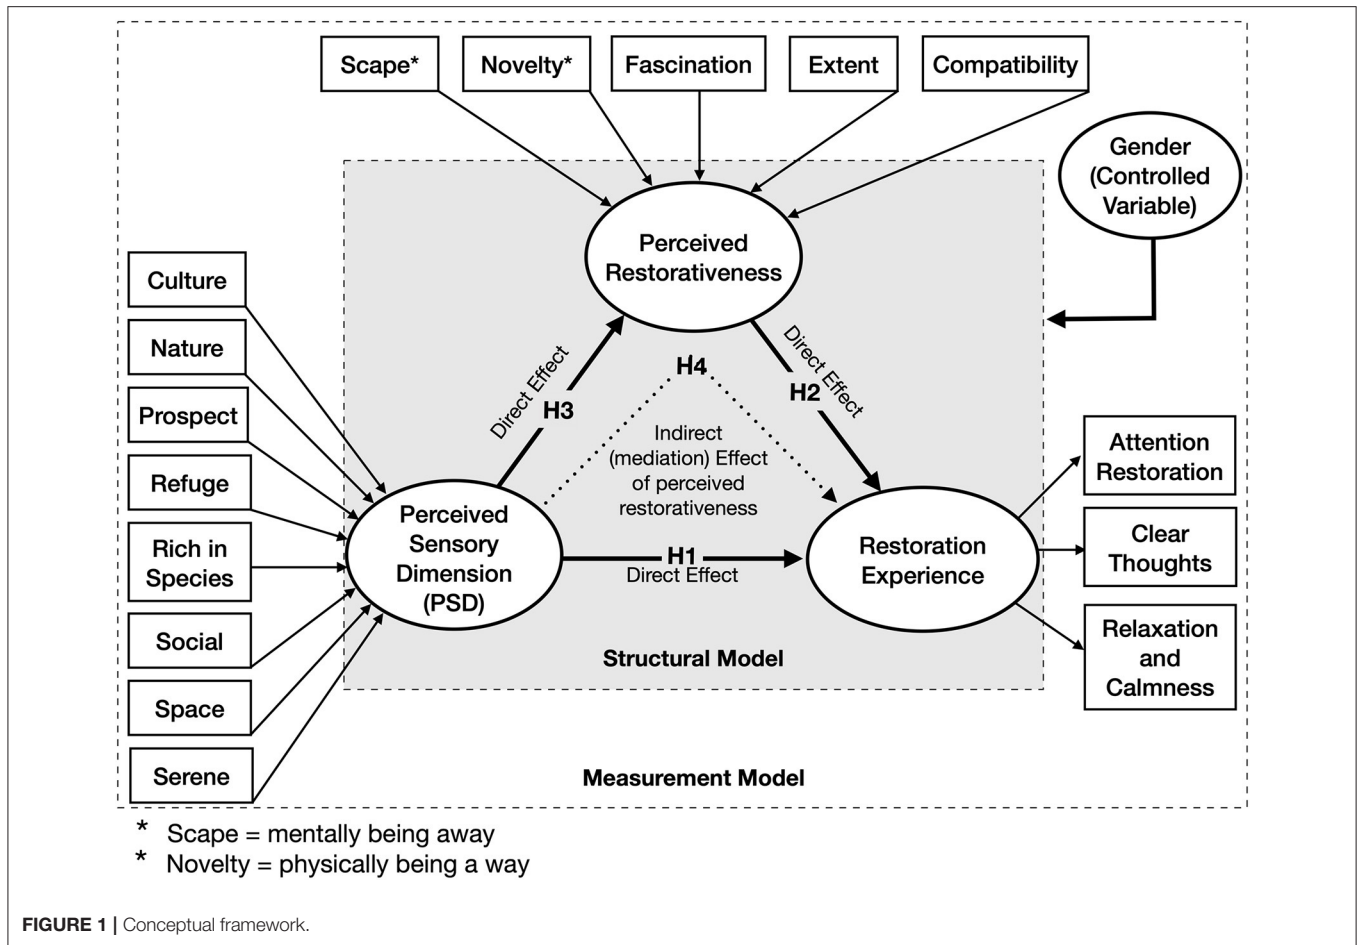 Scape*
Novelty*
Fascination
Extent
Compatibility
Gender
(Controlled
Variable)
Perceived
Restorativeness
Culture
Nature
Prospect
Refuge
Rich in
Species
Social
Space
Serene
Direct Effect
H3
H4
Direct Effect
H2
Indirect
(mediation) Effect
of perceived
restorativeness
Perceived
Sensory
Dimension
(PSD)
H1
Direct Effect
Restoration
Experience
Attention
Restoration
Clear
Thoughts
Relaxation
and
Calmness
Structural Model
Measurement Model
* Scape = mentally being away
* Novelty = physically being a way
FIGURE 1 | Conceptual framework.